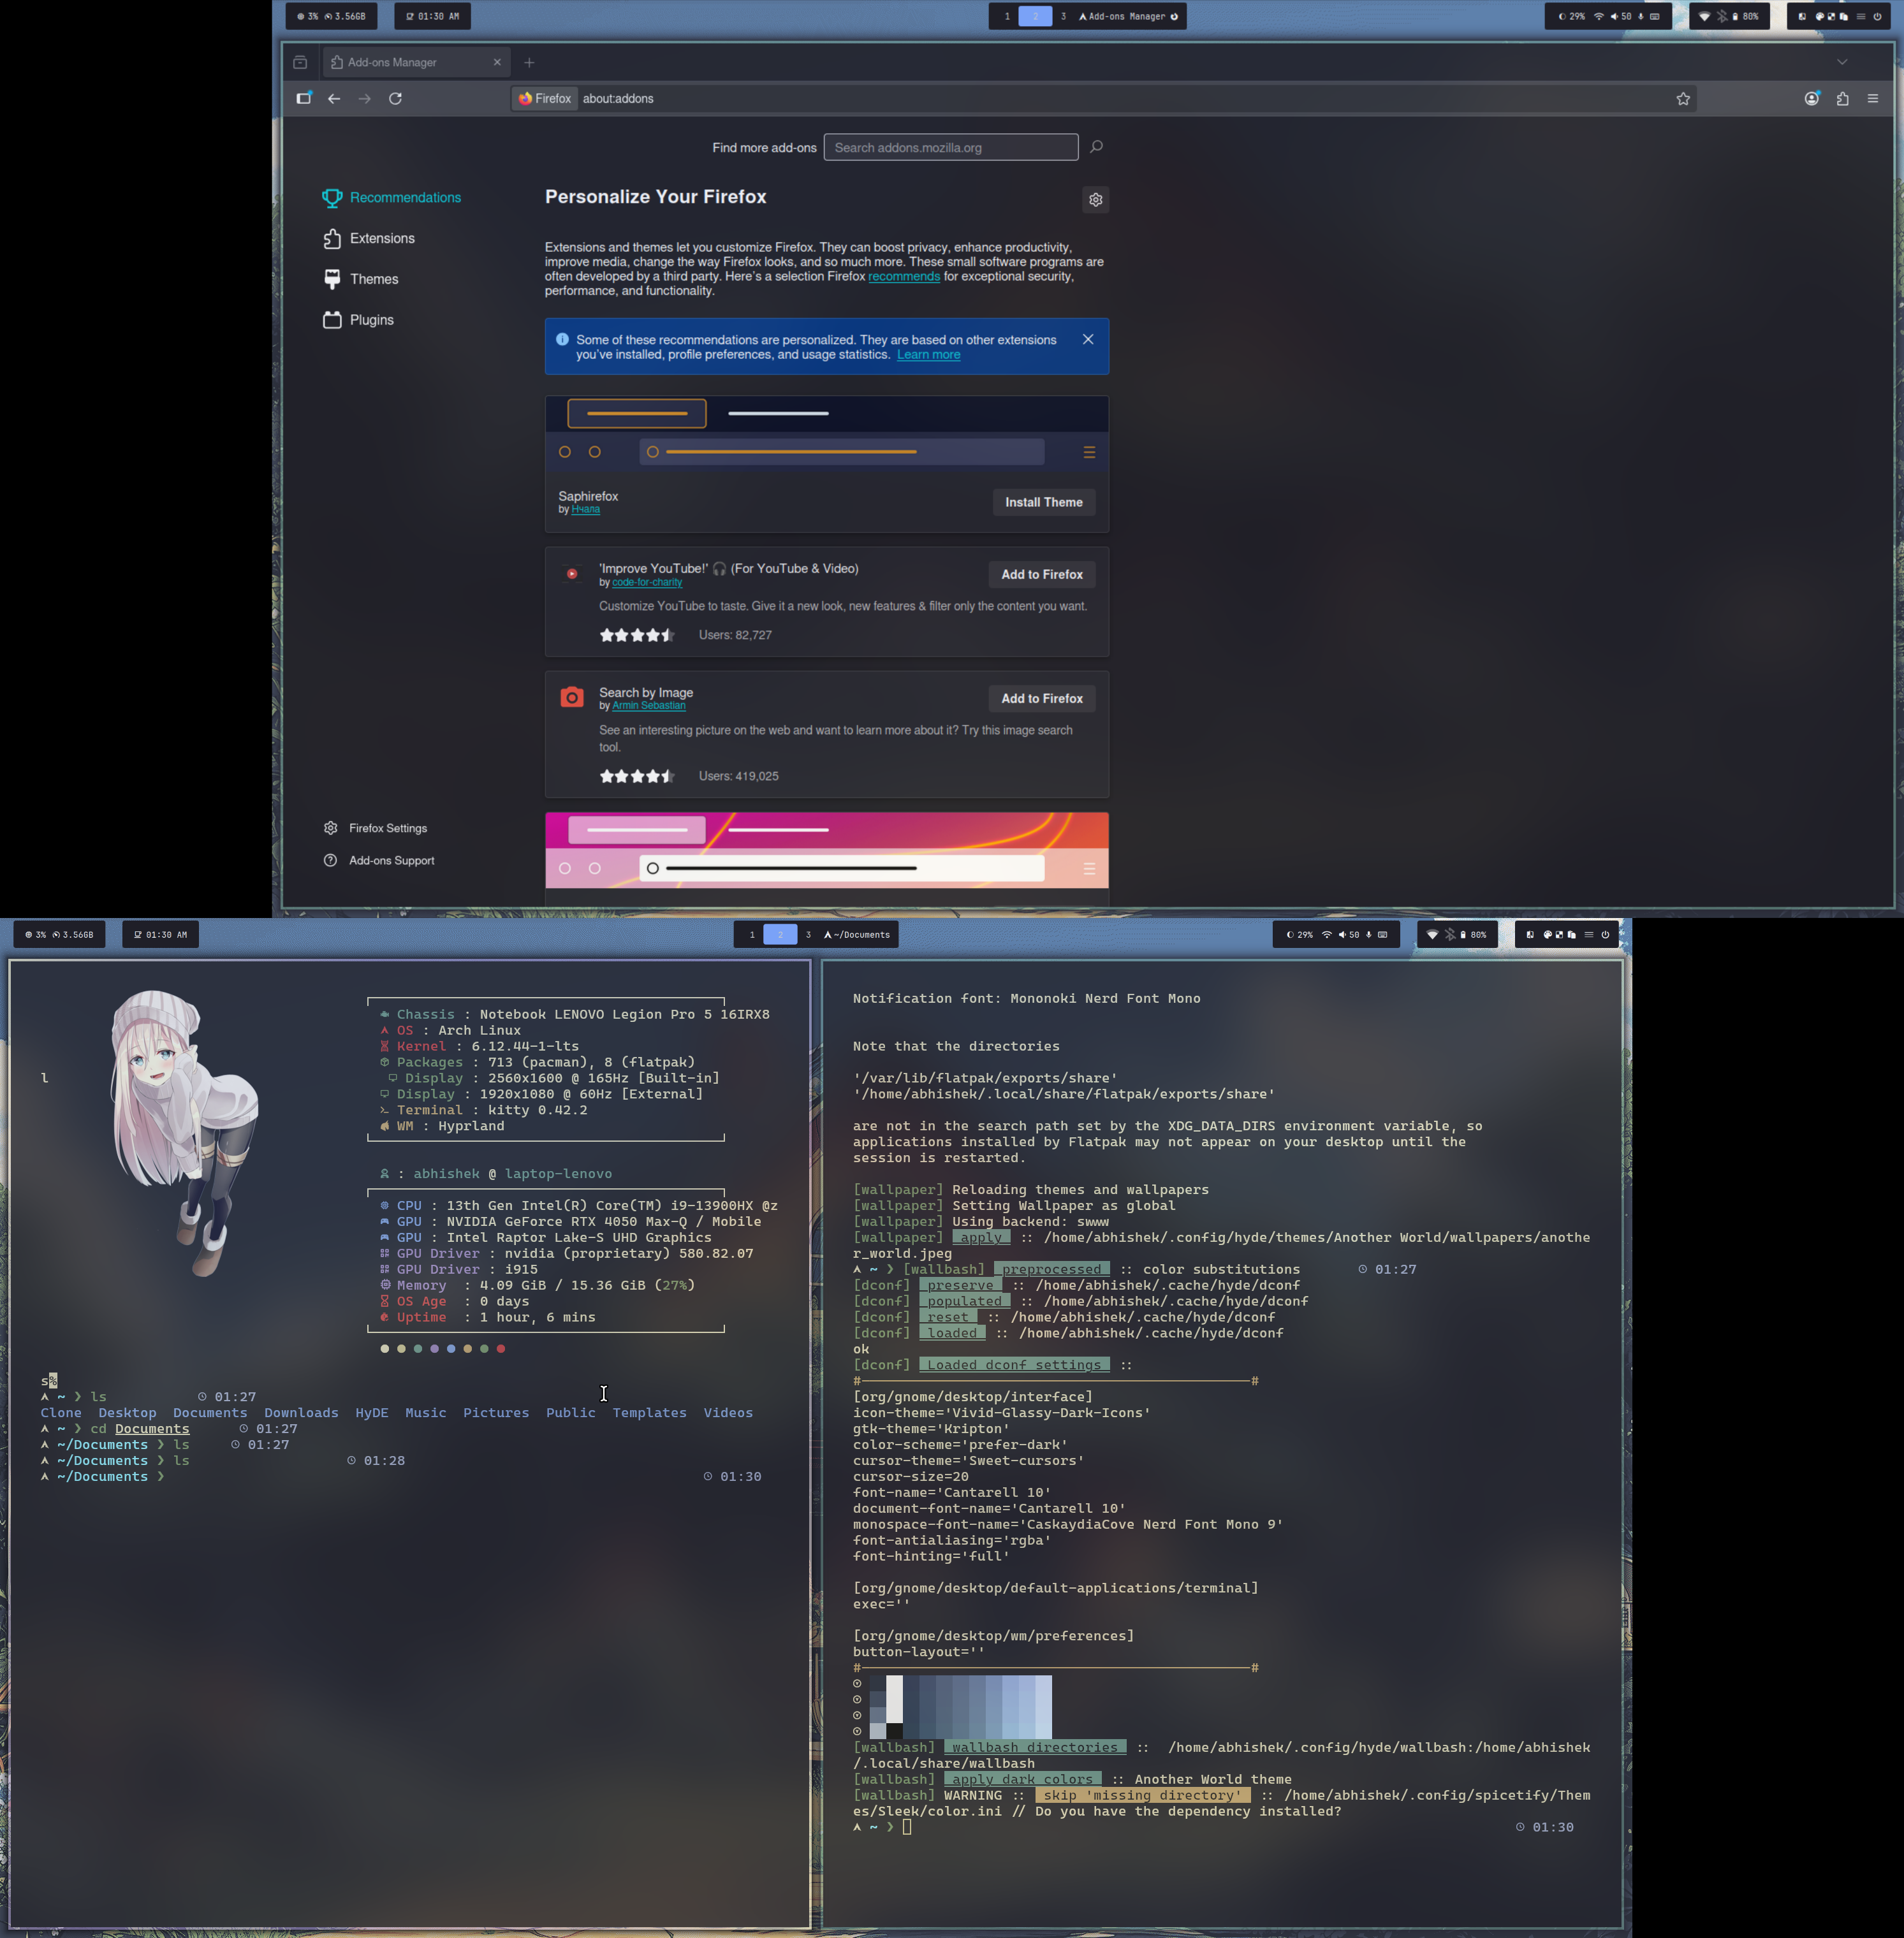 3% 3.56GB 01:30 AM 1 2 3 Add-ons Manager 29% 50 80%
Add-ons Manager
Firefox about:addons
Find more add-ons Search addons.mozilla.org
Recommendations
Extensions
Themes
Plugins
Firefox Settings
Add-ons Support
Personalize Your Firefox
Extensions and themes let you customize Firefox. They can boost privacy, enhance productivity,
improve media, change the way Firefox looks, and so much more. These small software programs are
often developed by a third party. Here's a selection Firefox recommends for exceptional security,
performance, and functionality.
Some of these recommendations are personalized. They are based on other extensions
you've installed, profile preferences, and usage statistics. Learn more
Saphirefox
by Нчала
Install Theme
'Improve YouTube!' 🎧 (For YouTube & Video)
by code-for-charity
Add to Firefox
Customize YouTube to taste. Give it a new look, new features & filter only the content you want.
Users: 82,727
Search by Image
by Armin Sebastian
Add to Firefox
See an interesting picture on the web and want to learn more about it? Try this image search
tool.
Users: 419,025
3% 3.56GB 01:30 AM 1 2 3 ~/Documents 29% 50 80%
l
Chassis : Notebook LENOVO Legion Pro 5 16IRX8
OS : Arch Linux
Kernel : 6.12.44-1-lts
Packages : 713 (pacman), 8 (flatpak)
Display : 2560x1600 @ 165Hz [Built-in]
Display : 1920x1080 @ 60Hz [External]
Terminal : kitty 0.42.2
WM : Hyprland
: abhishek @ laptop-lenovo
CPU : 13th Gen Intel(R) Core(TM) i9-13900HX @z
GPU : NVIDIA GeForce RTX 4050 Max-Q / Mobile
GPU : Intel Raptor Lake-S UHD Graphics
GPU Driver : nvidia (proprietary) 580.82.07
GPU Driver : i915
Memory : 4.09 GiB / 15.36 GiB (27%)
OS Age : 0 days
Uptime : 1 hour, 6 mins
s%
~ ❯ ls 01:27
Clone Desktop Documents Downloads HyDE Music Pictures Public Templates Videos
~ ❯ cd Documents 01:27
~/Documents ❯ ls 01:27
~/Documents ❯ ls 01:28
~/Documents ❯ 01:30
Notification font: Mononoki Nerd Font Mono
Note that the directories
'/var/lib/flatpak/exports/share'
'/home/abhishek/.local/share/flatpak/exports/share'
are not in the search path set by the XDG_DATA_DIRS environment variable, so
applications installed by Flatpak may not appear on your desktop until the
session is restarted.
[wallpaper] Reloading themes and wallpapers
[wallpaper] Setting Wallpaper as global
[wallpaper] Using backend: swww
[wallpaper] apply :: /home/abhishek/.config/hyde/themes/Another World/wallpapers/anothe
r_world.jpeg
~ ❯ [wallbash] preprocessed :: color substitutions 01:27
[dconf] preserve :: /home/abhishek/.cache/hyde/dconf
[dconf] populated :: /home/abhishek/.cache/hyde/dconf
[dconf] reset :: /home/abhishek/.cache/hyde/dconf
[dconf] loaded :: /home/abhishek/.cache/hyde/dconf
ok
[dconf] Loaded dconf settings ::
#———#
[org/gnome/desktop/interface]
icon-theme='Vivid-Glassy-Dark-Icons'
gtk-theme='Kripton'
color-scheme='prefer-dark'
cursor-theme='Sweet-cursors'
cursor-size=20
font-name='Cantarell 10'
document-font-name='Cantarell 10'
monospace-font-name='CaskaydiaCove Nerd Font Mono 9'
font-antialiasing='rgba'
font-hinting='full'
[org/gnome/desktop/default-applications/terminal]
exec=''
[org/gnome/desktop/wm/preferences]
button-layout=''
#———#
[wallbash] wallbash directories :: /home/abhishek/.config/hyde/wallbash:/home/abhishek
/.local/share/wallbash
[wallbash] apply dark colors :: Another World theme
[wallbash] WARNING :: skip 'missing directory' :: /home/abhishek/.config/spicetify/Them
es/Sleek/color.ini // Do you have the dependency installed?
~ ❯ 01:30